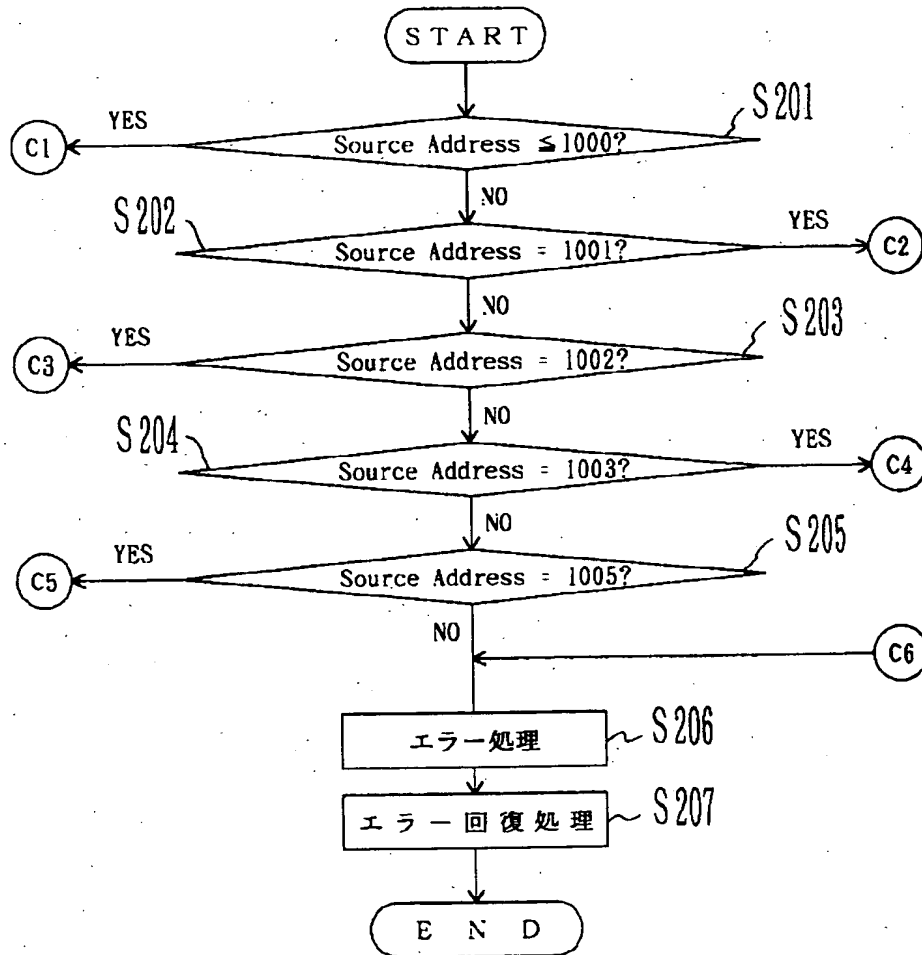 START
S201
YES
C1
Source Address ≦1000?
NO
S202
YES
Source Address = 1001?
C2
NO
S203
YES
C3
Source Address = 1002?
NO
S204
YES
Source Address = 1003?
C4
NO
S205
YES
C5
Source Address = 1005?
NO
C6
エラー処理
S206
エラー回復処理
S207
END